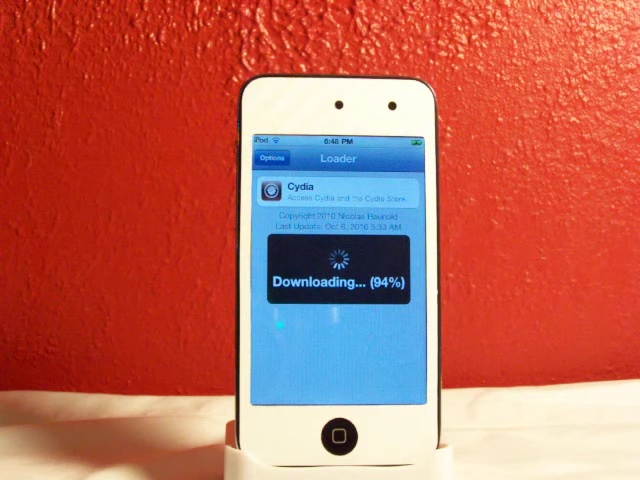 iPod 6:48 PM
Options Loader
Cydia
Access Cydia and the Cydia Store.
Copyright 2010 Nicolas Haunold
Last Update: Oct 6, 2010 5:33 AM
Downloading... (94%)